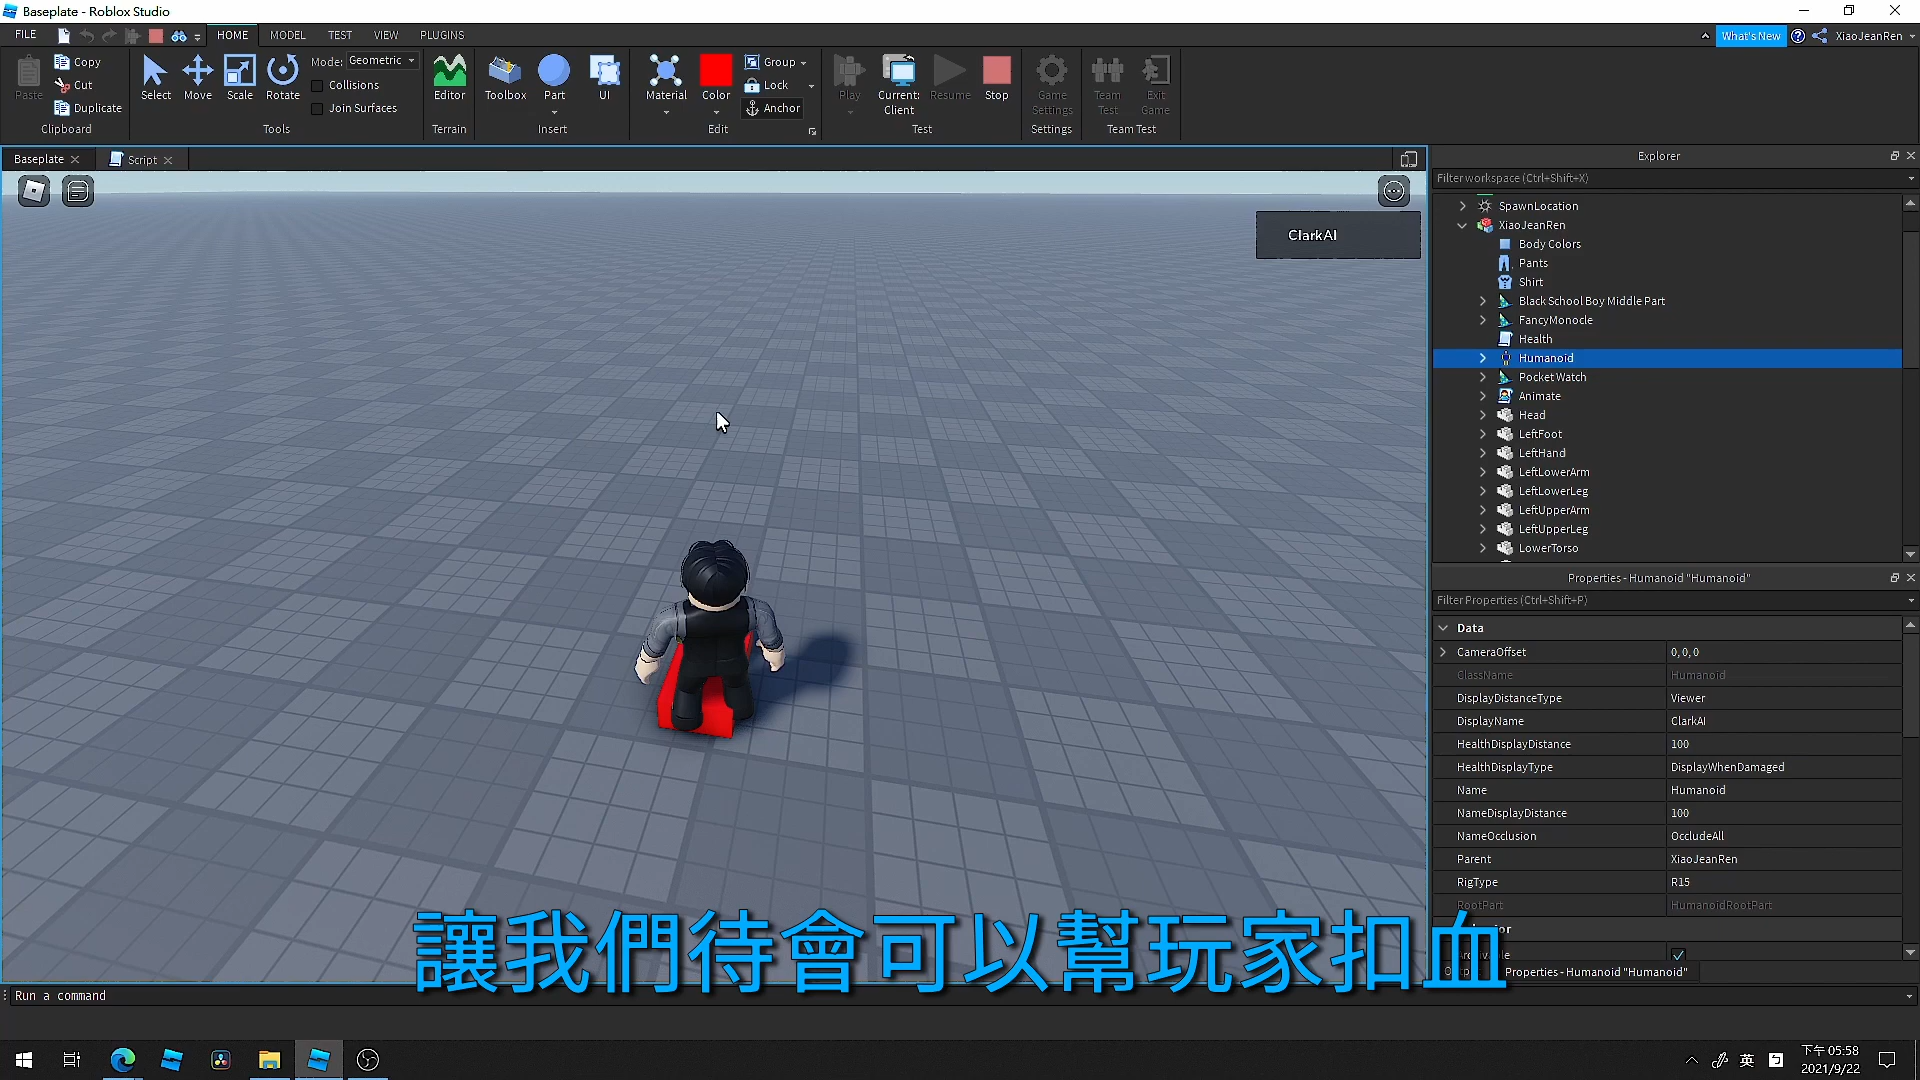 Baseplate - Roblox Studio
FILE
HOME
MODEL
TEST
VIEW
PLUGINS
What's New
XiaoJeanRen
Paste
Copy
Cut
Duplicate
Clipboard
Select
Move
Scale
Rotate
Mode: Geometric
Collisions
Join Surfaces
Tools
Editor
Terrain
Toolbox
Part
UI
Insert
Material
Color
Group
Lock
Anchor
Edit
Play
Current: Client
Resume
Stop
Test
Game Settings
Settings
Team Test
Exit Game
Team Test
Baseplate
Script
ClarkAI
Explorer
Filter workspace (Ctrl+Shift+X)
SpawnLocation
XiaoJeanRen
Body Colors
Pants
Shirt
Black School Boy Middle Part
FancyMonocle
Health
Humanoid
Pocket Watch
Animate
Head
LeftFoot
LeftHand
LeftLowerArm
LeftLowerLeg
LeftUpperArm
LeftUpperLeg
LowerTorso
Properties - Humanoid "Humanoid"
Filter Properties (Ctrl+Shift+P)
Data
CameraOffset 0, 0, 0
ClassName Humanoid
DisplayDistanceType Viewer
DisplayName ClarkAI
HealthDisplayDistance 100
HealthDisplayType DisplayWhenDamaged
Name Humanoid
NameDisplayDistance 100
NameOcclusion OccludeAll
Parent XiaoJeanRen
RigType R15
RootPart HumanoidRootPart
讓我們待會可以幫玩家扣血
Properties - Humanoid "Humanoid"
Run a command
英
下午 05:58
2021/9/22